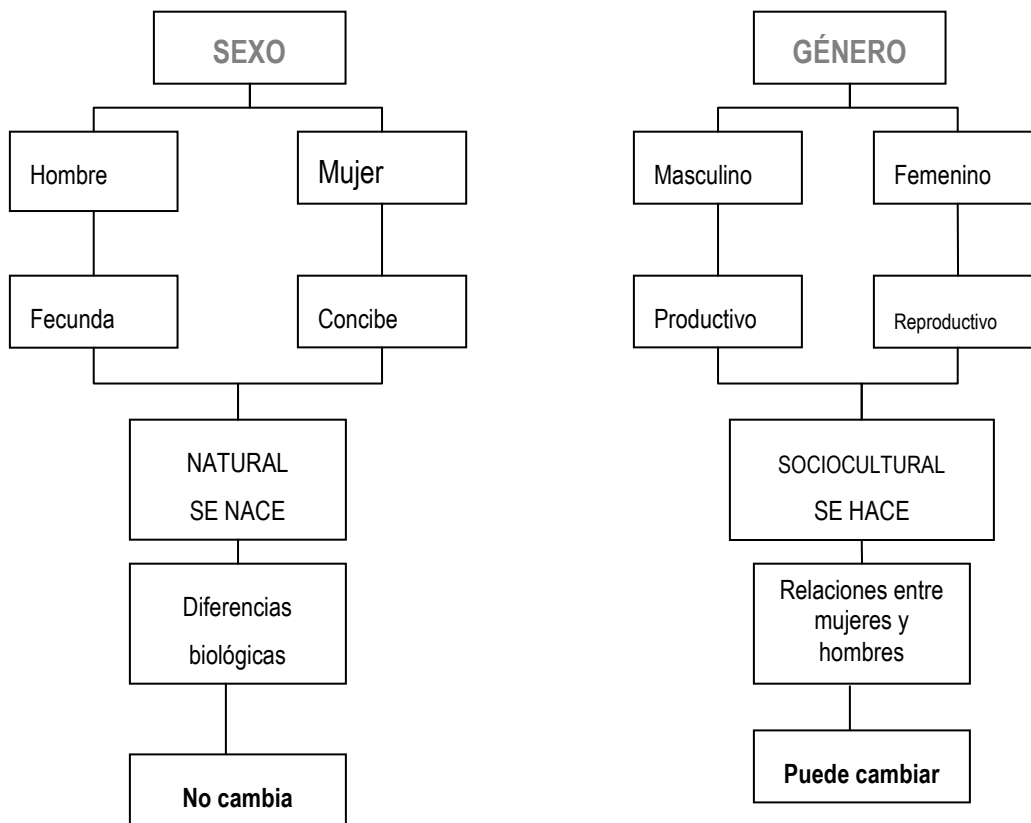 SEXO
Hombre
Mujer
Fecunda
Concibe
NATURAL
SE NACE
Diferencias
biológicas
No cambia
GÉNERO
Masculino
Femenino
Productivo
Reproductivo
SOCIOCULTURAL
SE HACE
Relaciones entre
mujeres y
hombres
Puede cambiar